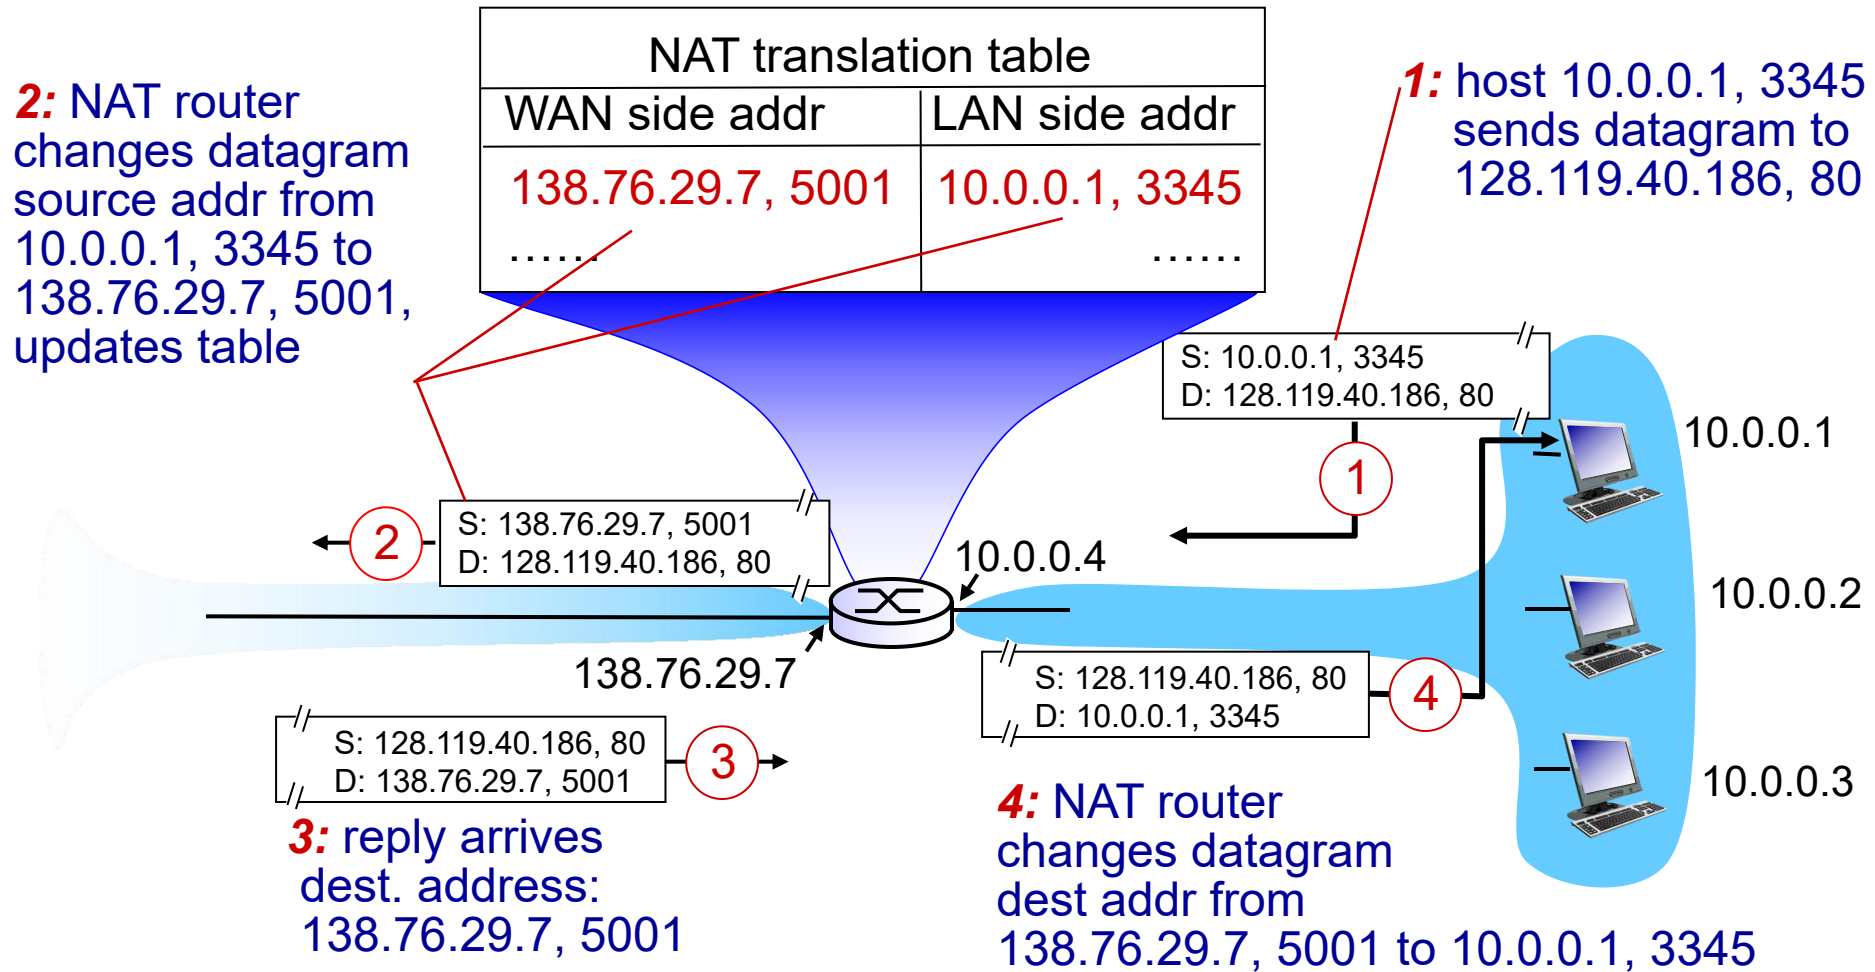 NAT translation table
WAN side addr
LAN side addr
138.76.29.7, 5001
10.0.0.1, 3345
......
......
1: host 10.0.0.1, 3345
sends datagram to
128.119.40.186, 80
2: NAT router
changes datagram
source addr from
10.0.0.1, 3345 to
138.76.29.7, 5001,
updates table
S: 10.0.0.1, 3345
D: 128.119.40.186, 80
1
10.0.0.1
S: 138.76.29.7, 5001
D: 128.119.40.186, 80
2
10.0.0.4
10.0.0.2
138.76.29.7
S: 128.119.40.186, 80
D: 10.0.0.1, 3345
4
S: 128.119.40.186, 80
D: 138.76.29.7, 5001
3
10.0.0.3
3: reply arrives
dest. address:
138.76.29.7, 5001
4: NAT router
changes datagram
dest addr from
138.76.29.7, 5001 to 10.0.0.1, 3345